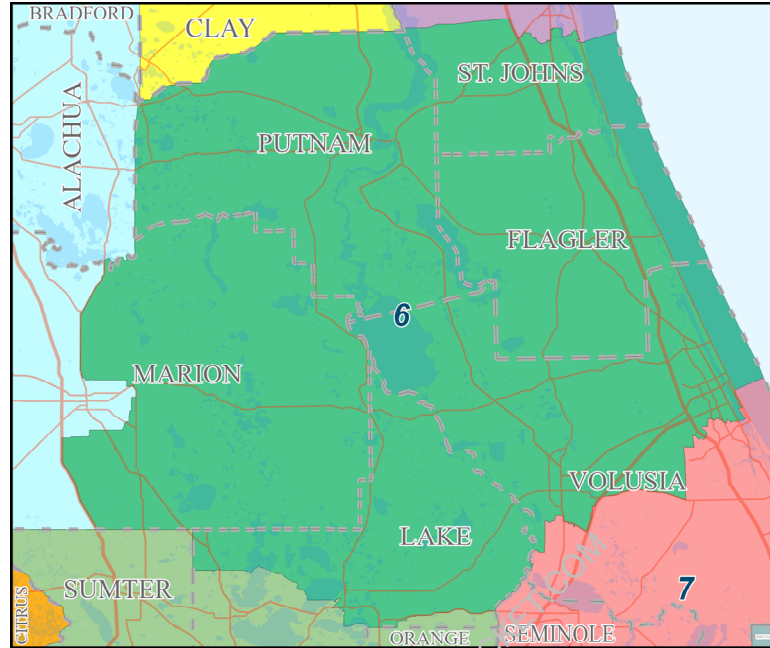 BRADFORD
CLAY
ALACHUA
ST. JOHNS
PUTNAM
FLAGLER
6
MARION
VOLUSIA
LAKE
SUMTER
7
CITRUS
ORANGE
SEMINOLE